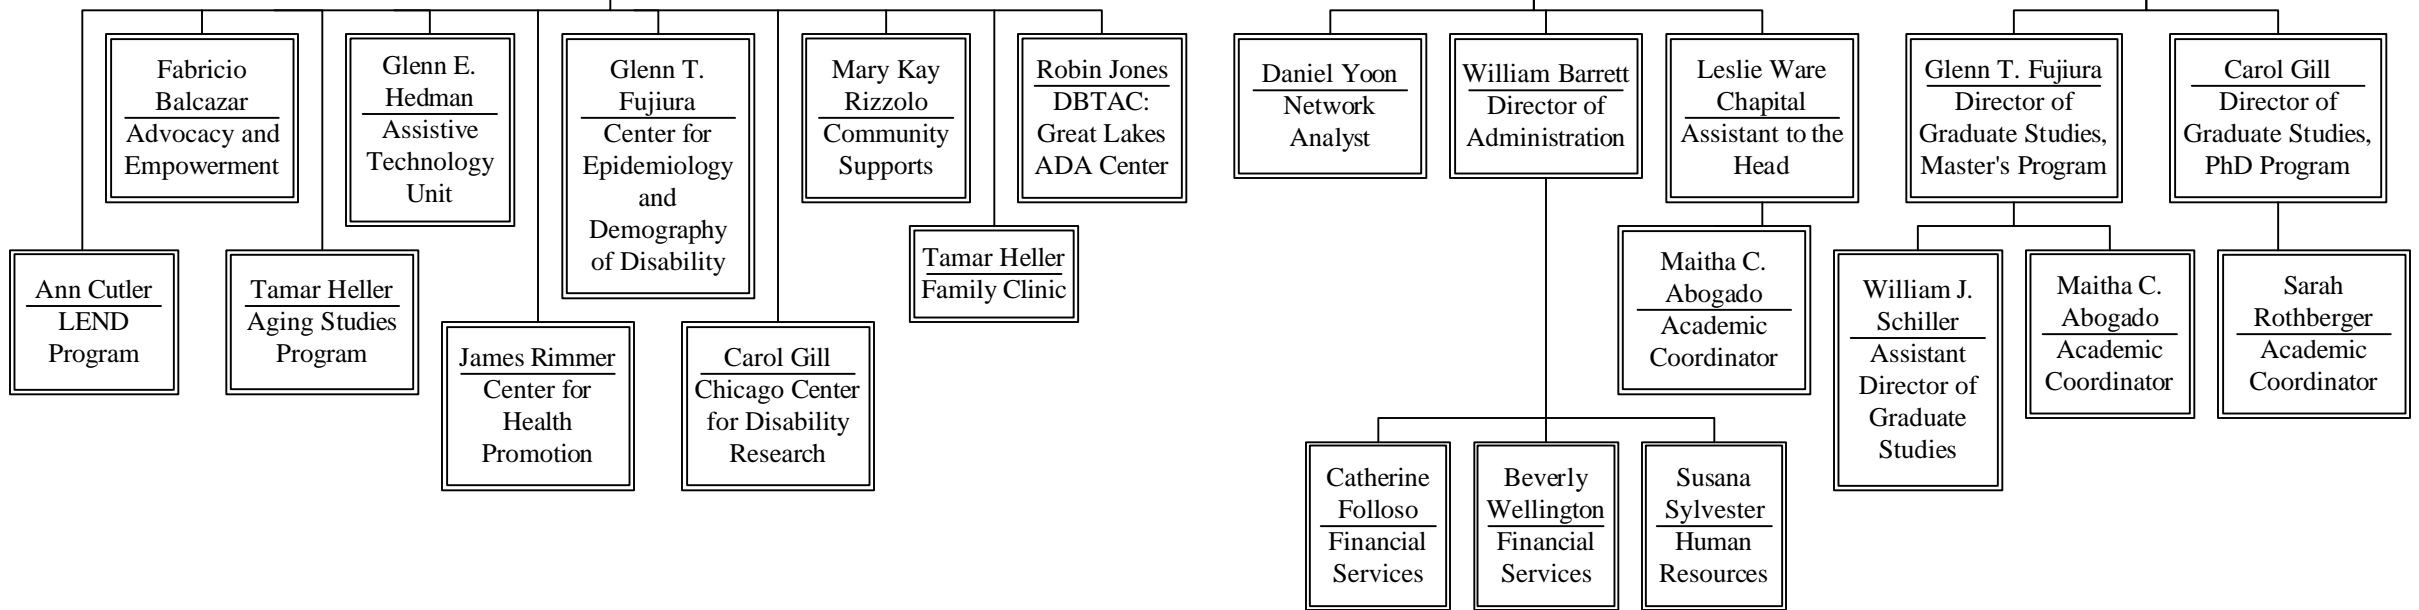 Fabricio
Balcazar
Advocacy and
Empowerment
Glenn E.
Hedman
Assistive
Technology
Unit
Glenn T.
Fujiura
Center for
Epidemiology
and
Demography
of Disability
Mary Kay
Rizzolo
Community
Supports
Robin Jones
DBTAC:
Great Lakes
ADA Center
Ann Cutler
LEND
Program
Tamar Heller
Aging Studies
Program
James Rimmer
Center for
Health
Promotion
Carol Gill
Chicago Center
for Disability
Research
Tamar Heller
Family Clinic
Daniel Yoon
Network
Analyst
William Barrett
Director of
Administration
Leslie Ware
Chapital
Assistant to the
Head
Maitha C.
Abogado
Academic
Coordinator
Catherine
Folloso
Financial
Services
Beverly
Wellington
Financial
Services
Susana
Sylvester
Human
Resources
Glenn T. Fujiura
Director of
Graduate Studies,
Master's Program
Carol Gill
Director of
Graduate Studies,
PhD Program
William J.
Schiller
Assistant
Director of
Graduate
Studies
Maitha C.
Abogado
Academic
Coordinator
Sarah
Rothberger
Academic
Coordinator